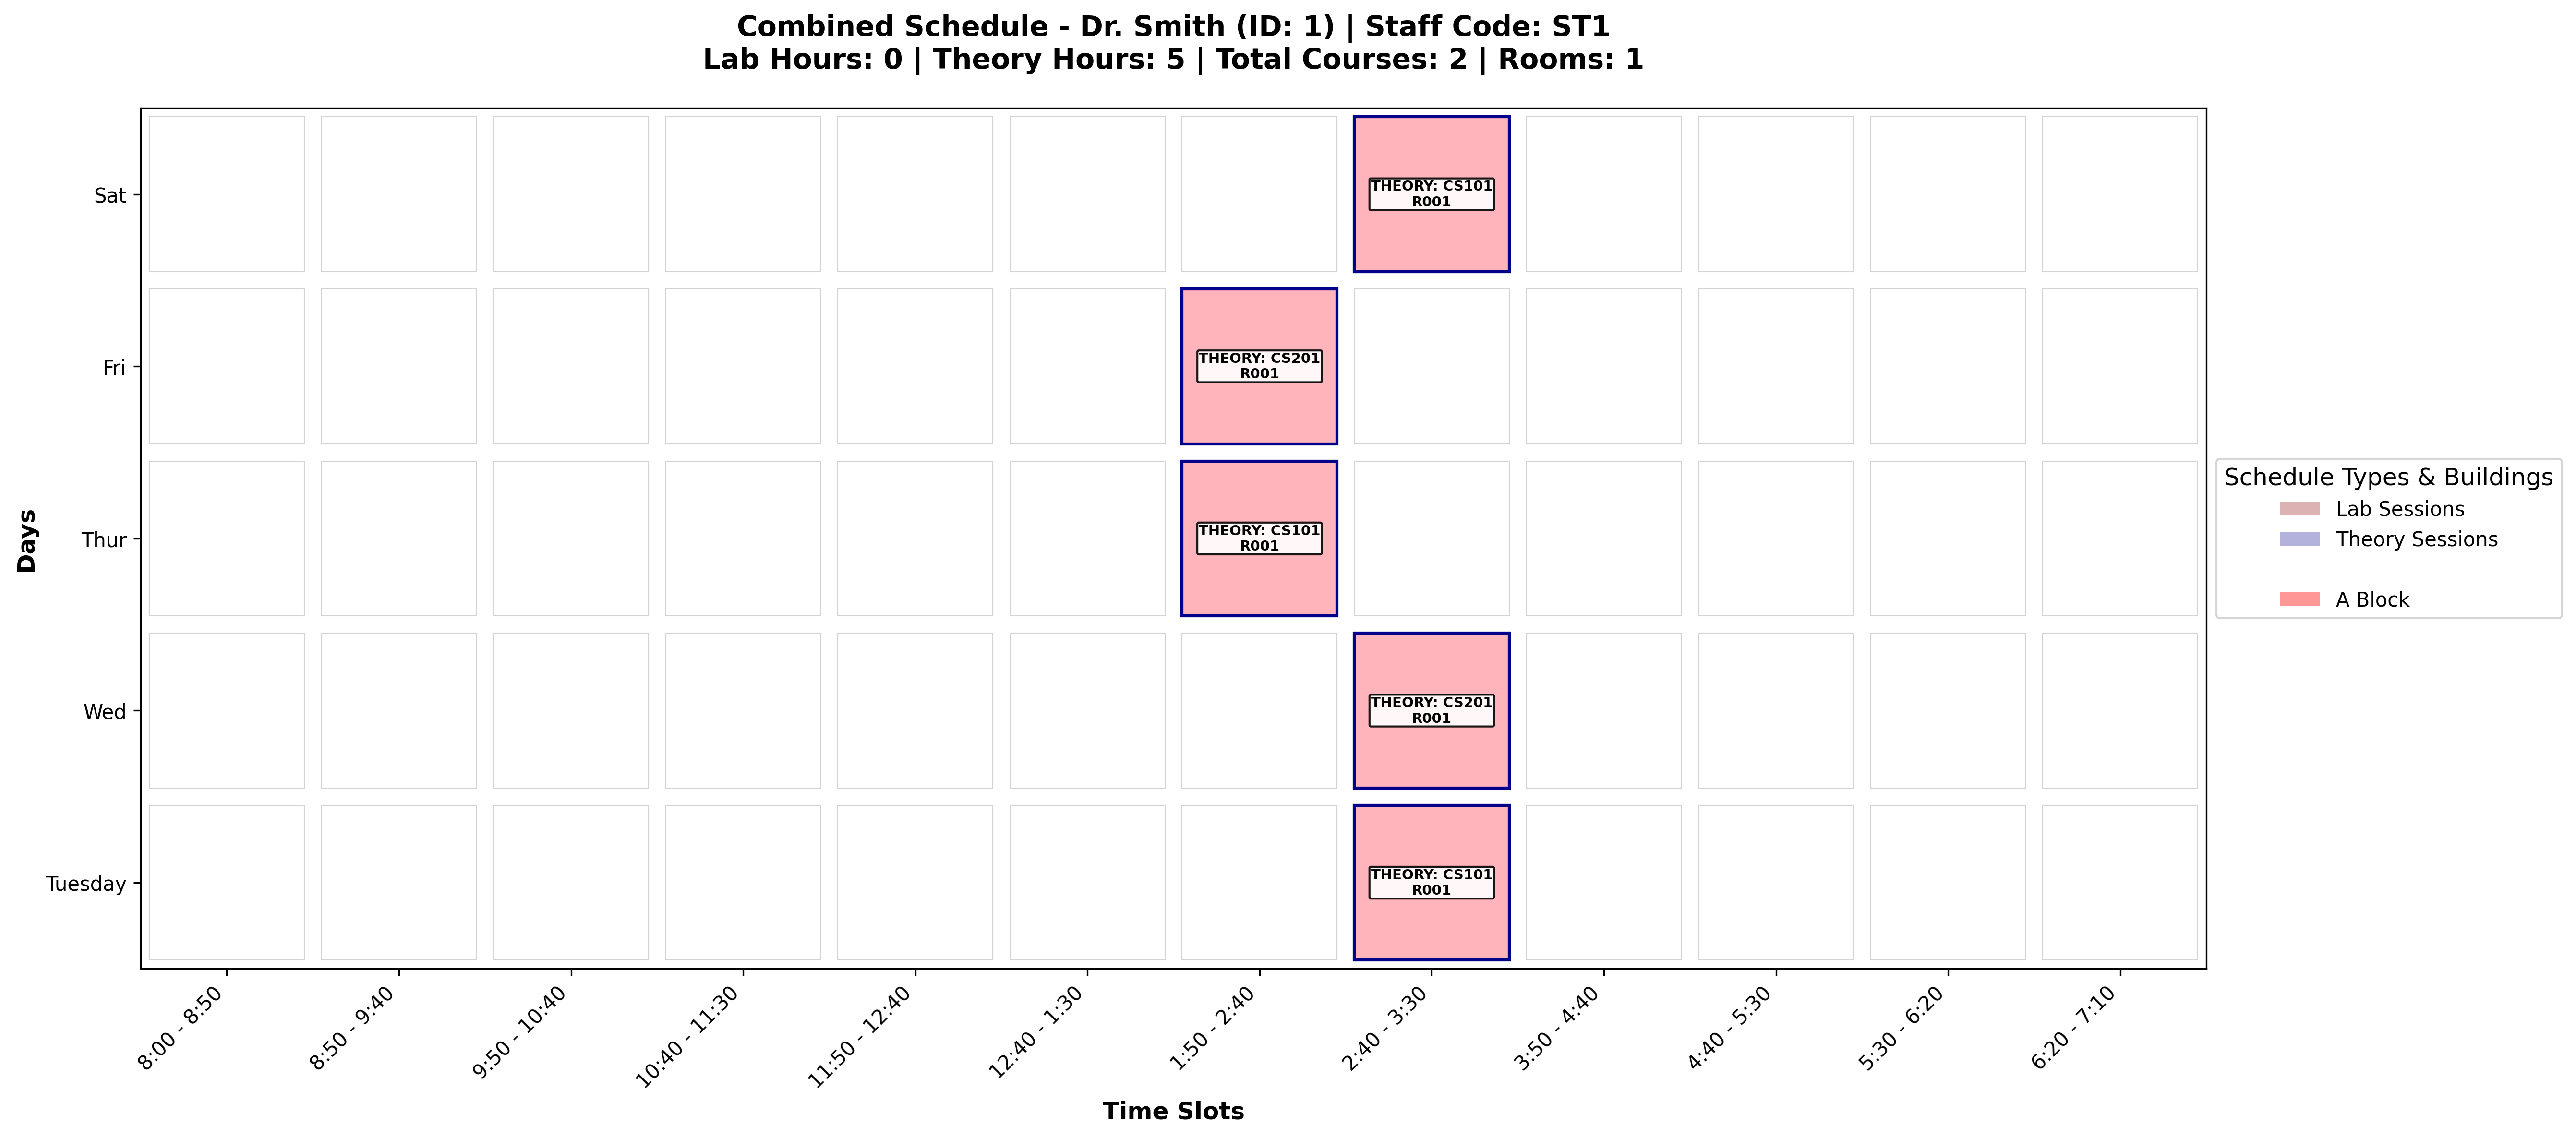 Combined Schedule - Dr. Smith (ID: 1) | Staff Code: ST1
Lab Hours: 0 | Theory Hours: 5 | Total Courses: 2 | Rooms: 1
Days
Sat
THEORY: CS101
R001
Fri
THEORY: CS201
R001
Thur
THEORY: CS101
R001
Wed
THEORY: CS201
R001
Tuesday
THEORY: CS101
R001
8:00 - 8:50
8:50 - 9:40
9:50 - 10:40
10:40 - 11:30
11:50 - 12:40
12:40 - 1:30
1:50 - 2:40
2:40 - 3:30
3:50 - 4:40
4:40 - 5:30
5:30 - 6:20
6:20 - 7:10
Time Slots
Schedule Types & Buildings
Lab Sessions
Theory Sessions
A Block